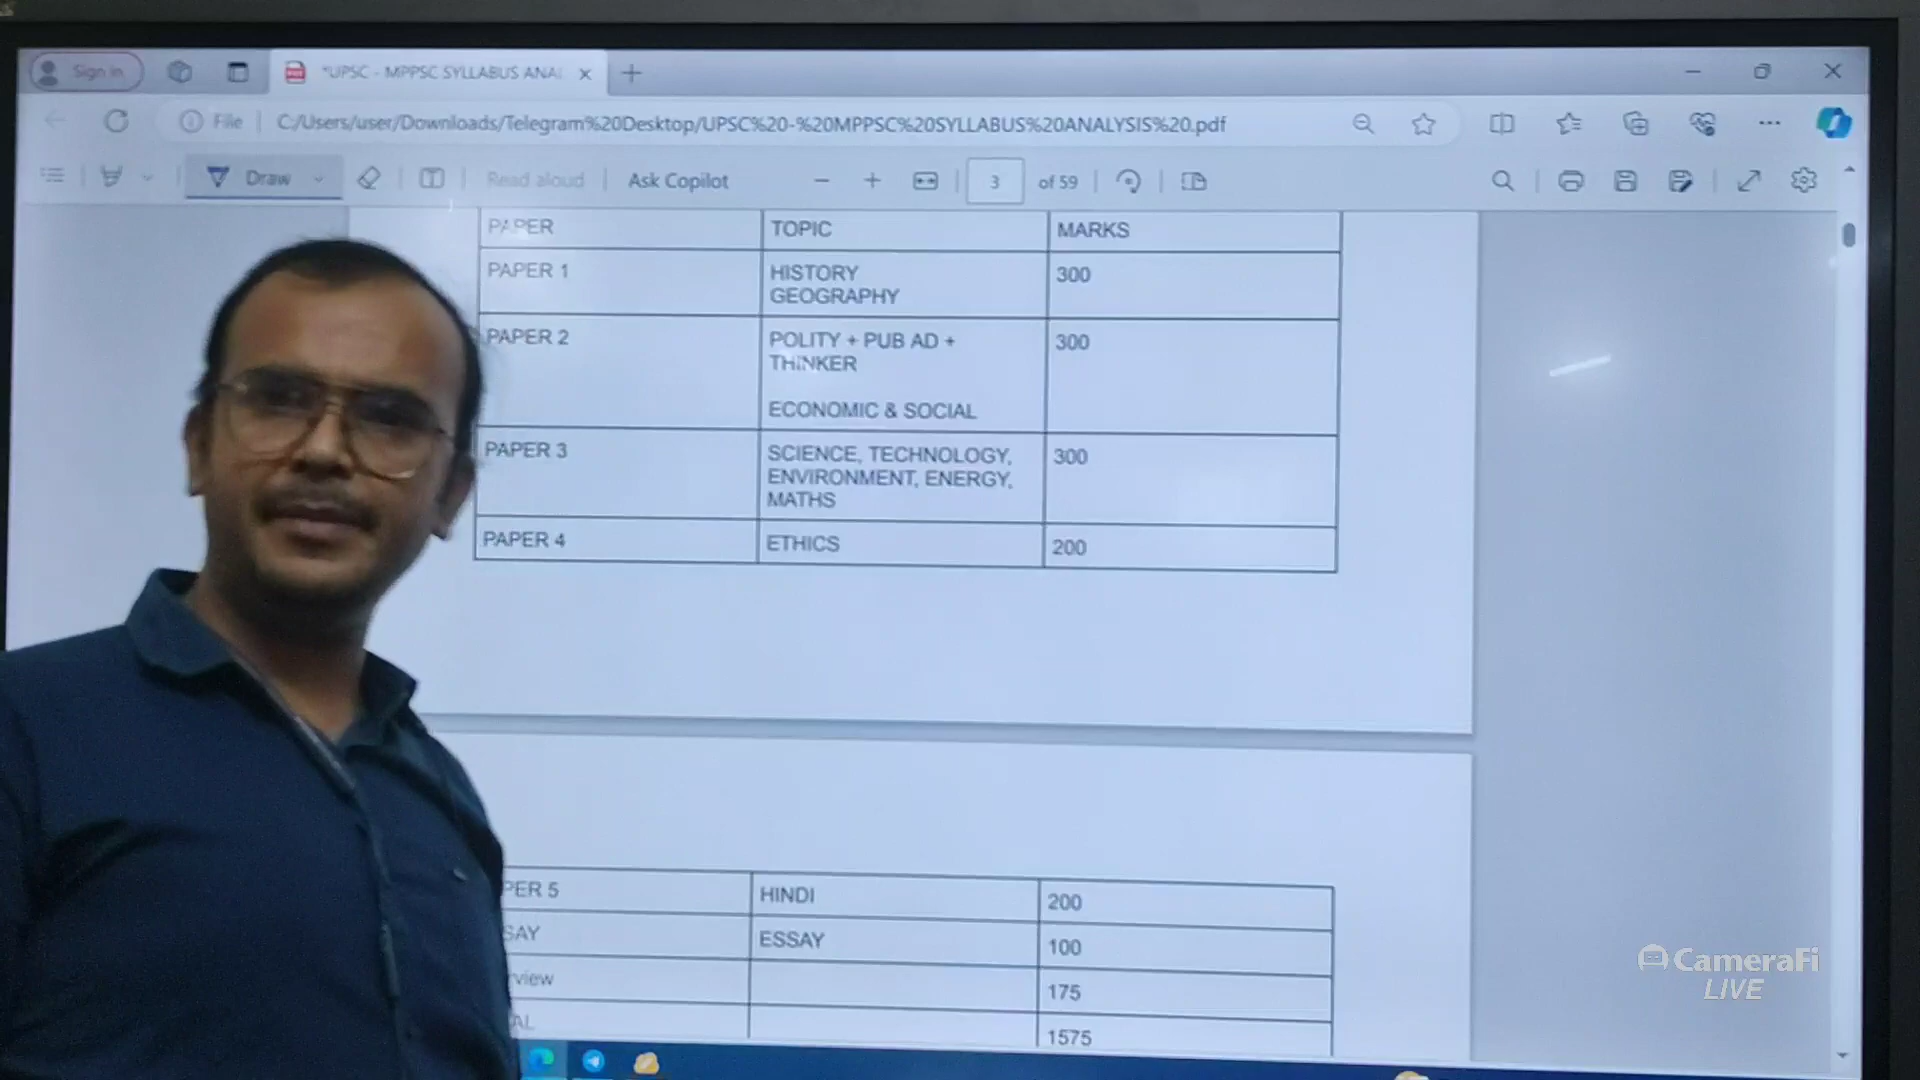 Sign in
*UPSC - MPPSC SYLLABUS ANA
File
C:/Users/user/Downloads/Telegram%20Desktop/UPSC%20-%20MPPSC%20SYLLABUS%20ANALYSIS%20.pdf
Draw
Read aloud
Ask Copilot
3
of 59
PAPER TOPIC MARKS
PAPER 1 HISTORY 300
GEOGRAPHY
PAPER 2 POLITY + PUB AD + 300
THINKER
ECONOMIC & SOCIAL
PAPER 3 SCIENCE, TECHNOLOGY, 300
ENVIRONMENT, ENERGY,
MATHS
PAPER 4 ETHICS 200
PER 5 HINDI 200
SAY ESSAY 100
rview 175
AL 1575
CameraFi
LIVE